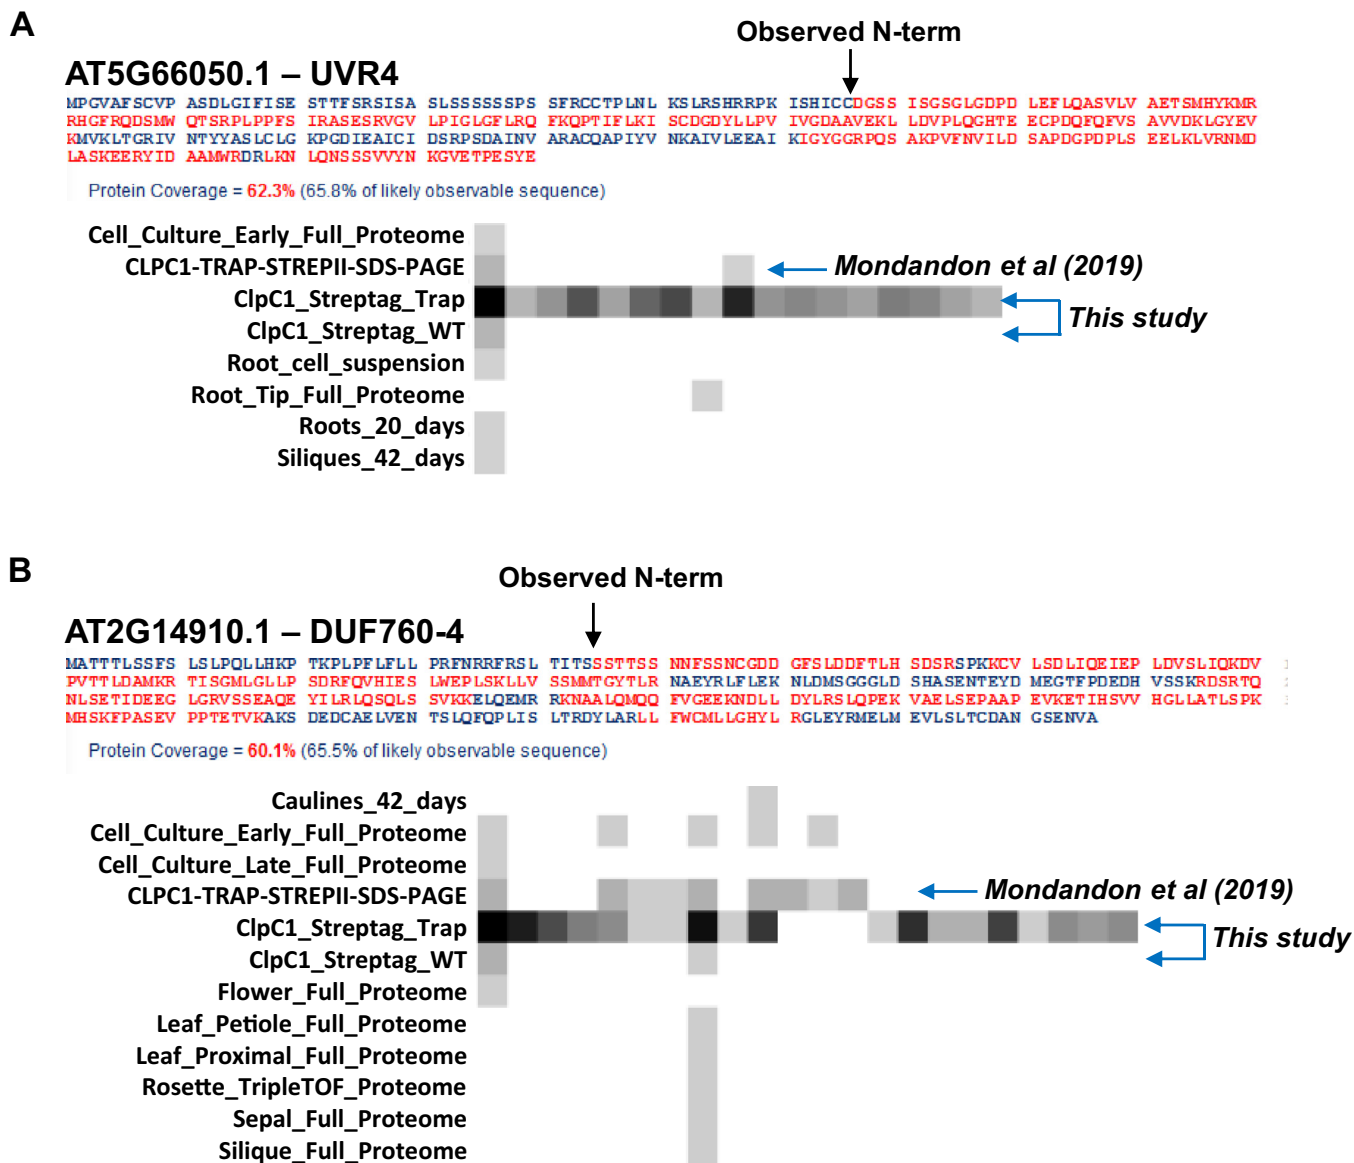 A
Observed N-term
AT5G66050.1 – UVR4
MPGVAFSCVP ASDLGIFISE STTFSRSISA SLSSSSSSPS SFRCCTPLNL KSLRSHRRPK ISHICCDGSS ISGSGLGDPD LEFLQASVLV AETSMHYKMR
RHGFRQDSMW QTSRPLPPFS IRASESRVGV LPIGLGFLRQ FKQPTIFLKI SCDGDYLLPV IVGDAAVEKL LDVPLQGHTE ECPDQFQFVS AVVDKLGYEV
KMVKLTGRIV NTYYASLCLG KPGDIEAICI DSRPSDAINV ARACQAPIYV NKAIVLEEAI KIGYGGRPQS AKPVFNVILD SAPDGPDPLS EELKLVRNMD
LASKEERYID AAMWRDRLKN LQNSSSVVYN KGVETPESYE
Protein Coverage = 62.3% (65.8% of likely observable sequence)
Cell_Culture_Early_Full_Proteome
CLPC1-TRAP-STREPII-SDS-PAGE
Mondandon et al (2019)
ClpC1_Streptag_Trap
This study
ClpC1_Streptag_WT
Root_cell_suspension
Root_Tip_Full_Proteome
Roots_20_days
Siliques_42_days
B
Observed N-term
AT2G14910.1 – DUF760-4
MATTTLSSFS LSLPQLLHKP TKPLPFLFLL PRFNRRFRSL TITSSSTTSS NNFSSNCGDD GFSLDDFTLH SDSRSPKKCV LSDLIQEIEP LDVSLIQKDV
PVTTLDAMKR TISGMLGLLP SDRFQVHIES LWEPLSKLLV SSMMTGYTLR NAEYRLFLEK NLDMSGGGLD SHASENTEYD MEGTFPDEDH VSSKRDSRTQ
NLSETIDEEG LGRVSSEAQE YILRLQSQLS SVKKELQEMR RKNAALQMQQ FVGEEKNDLL DYLRSLQPEK VAELSEPAAP EVKETIHSVV HGLLATLSPK
MHSKFPASEV PPTETVKAKS DEDCAELVEN TSLQFQPLIS LTRDYLARLL FWCMLLGHYL RGLEYRMELM EVLSLTCDAN GSENVA
Protein Coverage = 60.1% (65.5% of likely observable sequence)
Caulines_42_days
Cell_Culture_Early_Full_Proteome
Cell_Culture_Late_Full_Proteome
CLPC1-TRAP-STREPII-SDS-PAGE
Mondandon et al (2019)
ClpC1_Streptag_Trap
This study
ClpC1_Streptag_WT
Flower_Full_Proteome
Leaf_Petiole_Full_Proteome
Leaf_Proximal_Full_Proteome
Rosette_TripleTOF_Proteome
Sepal_Full_Proteome
Silique_Full_Proteome